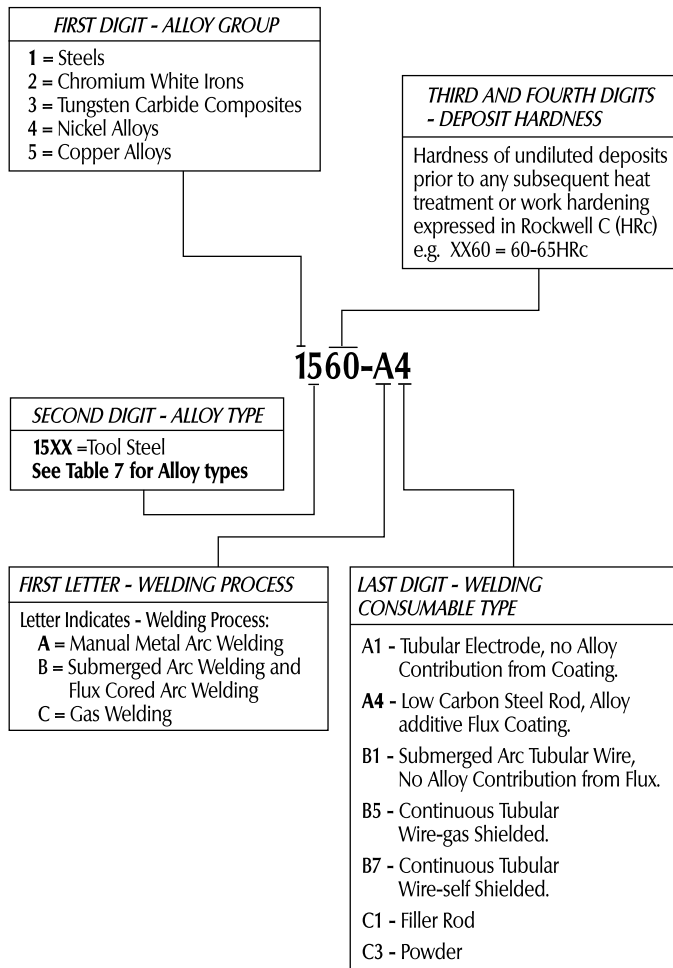 FIRST DIGIT - ALLOY GROUP
1 = Steels
2 = Chromium White Irons
3 = Tungsten Carbide Composites
4 = Nickel Alloys
5 = Copper Alloys
THIRD AND FOURTH DIGITS
- DEPOSIT HARDNESS
Hardness of undiluted deposits
prior to any subsequent heat
treatment or work hardening
expressed in Rockwell C (HRc)
e.g. XX60 = 60-65HRc
1560-A4
SECOND DIGIT - ALLOY TYPE
15XX =Tool Steel
See Table 7 for Alloy types
FIRST LETTER - WELDING PROCESS
Letter Indicates - Welding Process:
A = Manual Metal Arc Welding
B = Submerged Arc Welding and
Flux Cored Arc Welding
C = Gas Welding
LAST DIGIT - WELDING
CONSUMABLE TYPE
A1 - Tubular Electrode, no Alloy
Contribution from Coating.
A4 - Low Carbon Steel Rod, Alloy
additive Flux Coating.
B1 - Submerged Arc Tubular Wire,
No Alloy Contribution from Flux.
B5 - Continuous Tubular
Wire-gas Shielded.
B7 - Continuous Tubular
Wire-self Shielded.
C1 - Filler Rod
C3 - Powder